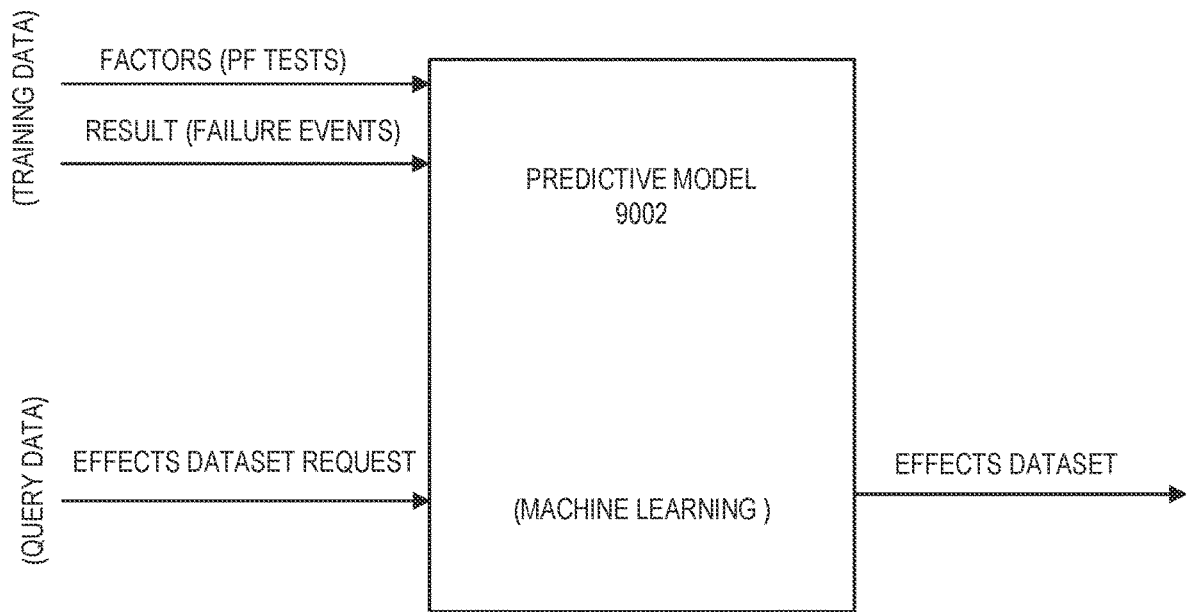 (TRAINING DATA)
FACTORS (PF TESTS)
RESULT (FAILURE EVENTS)
PREDICTIVE MODEL
9002
(QUERY DATA)
EFFECTS DATASET REQUEST
(MACHINE LEARNING )
EFFECTS DATASET